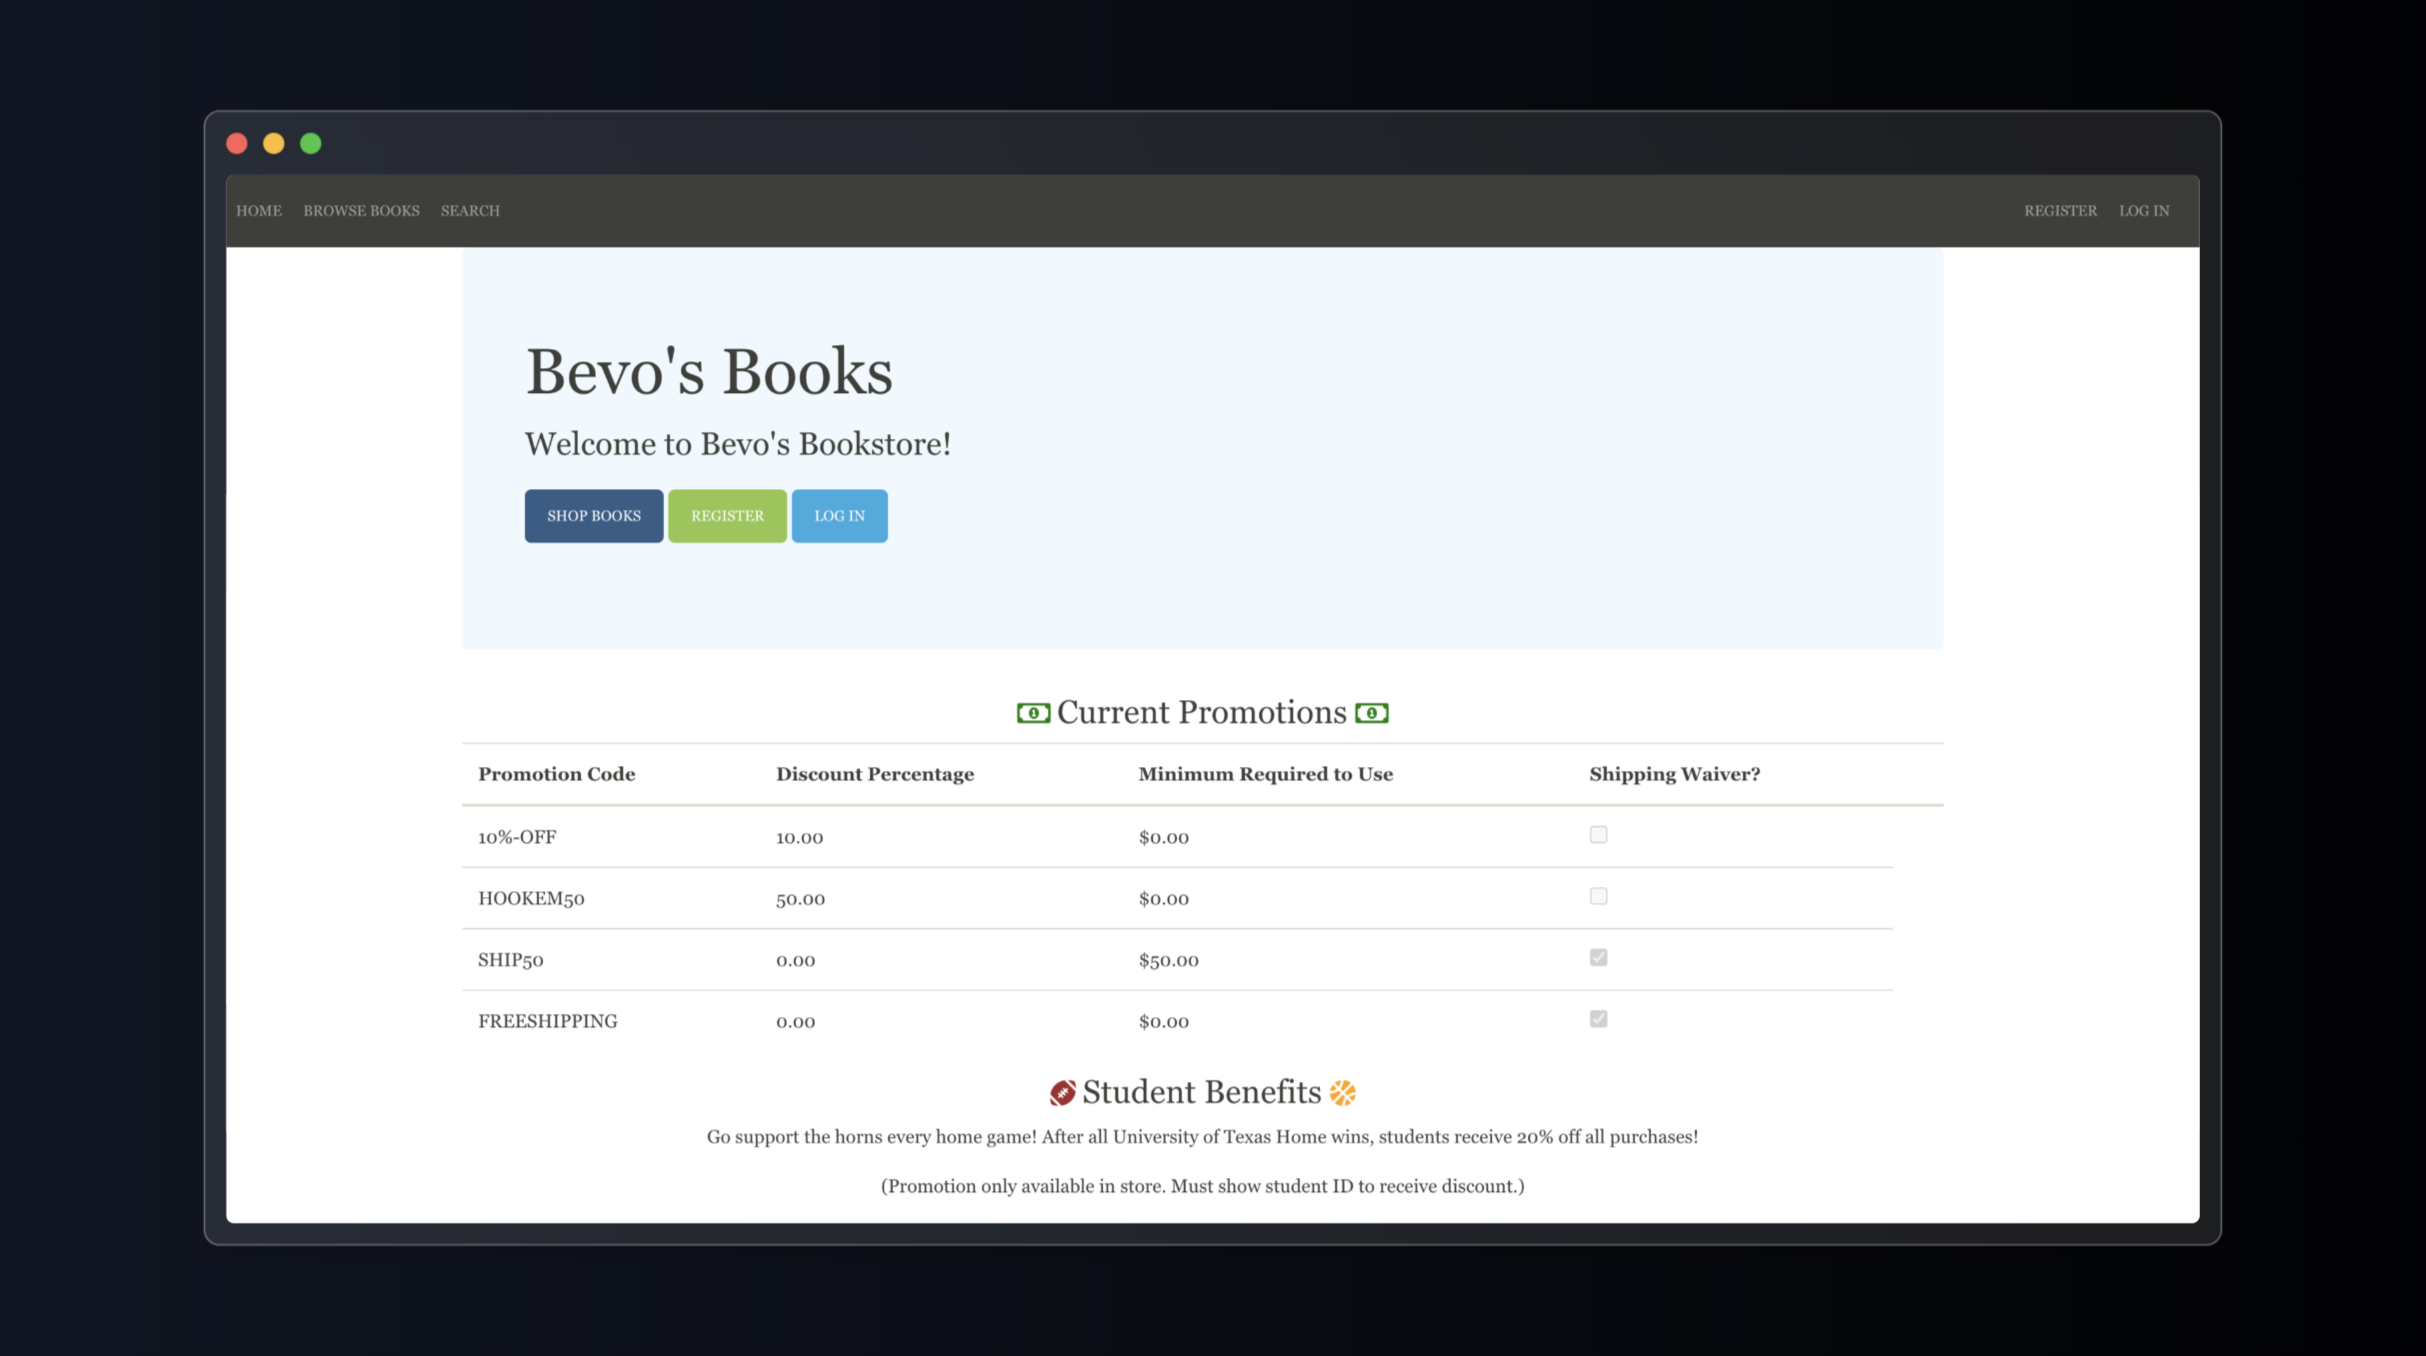 HOME BROWSE BOOKS SEARCH REGISTER LOG IN
Bevo's Books
Welcome to Bevo's Bookstore!
SHOP BOOKS REGISTER LOG IN
Current Promotions
Promotion Code Discount Percentage Minimum Required to Use Shipping Waiver?
10%-OFF 10.00 $0.00
HOOKEM50 50.00 $0.00
SHIP50 0.00 $50.00
FREESHIPPING 0.00 $0.00
Student Benefits
Go support the horns every home game! After all University of Texas Home wins, students receive 20% off all purchases!
(Promotion only available in store. Must show student ID to receive discount.)